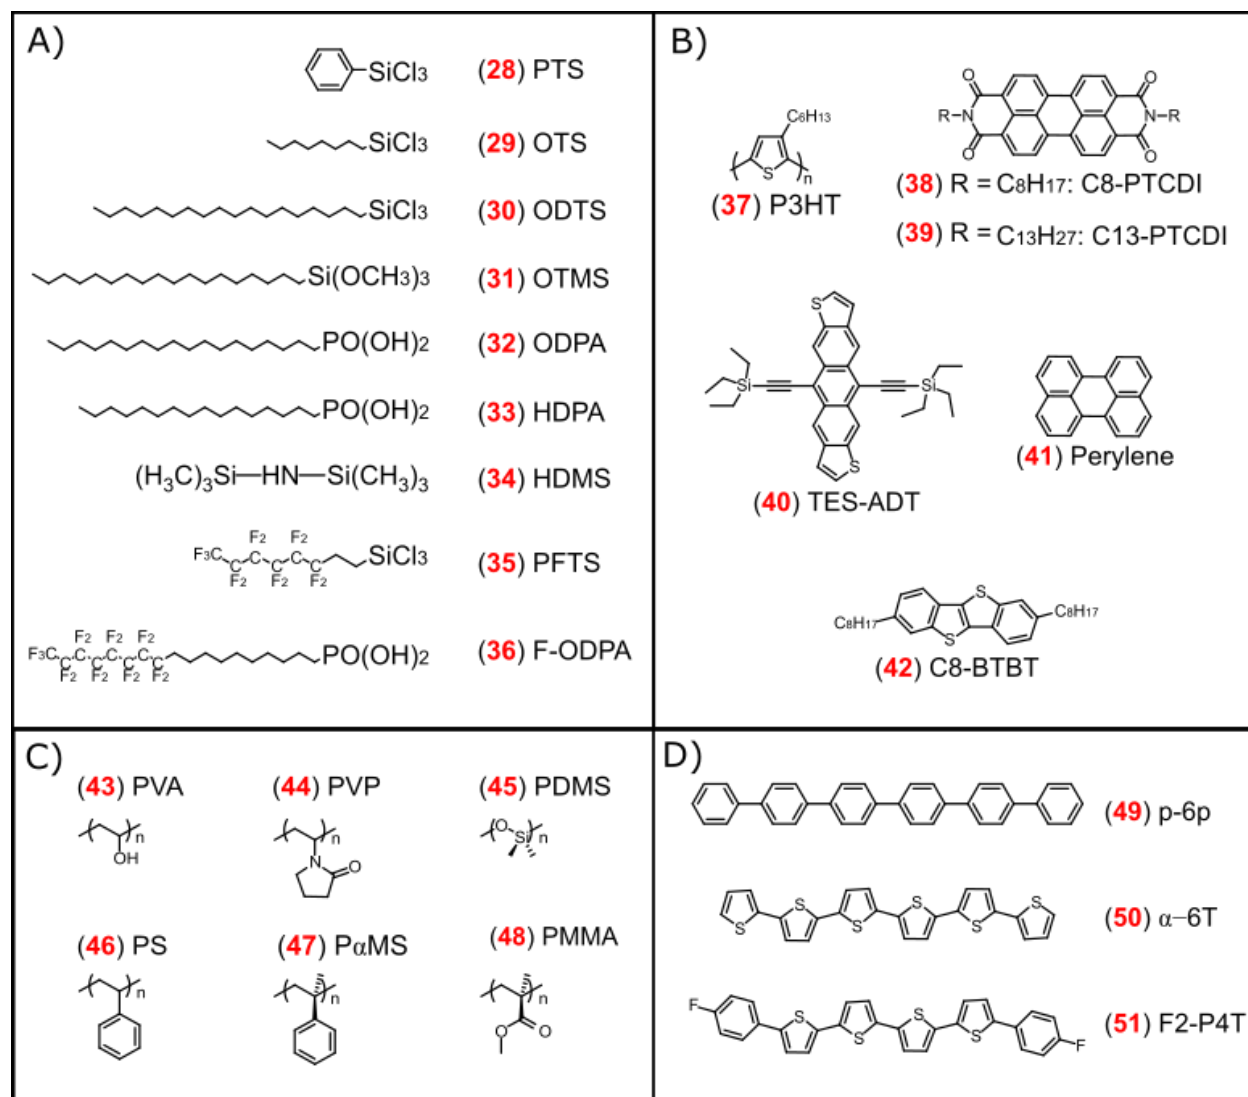 A)
SiCl3 (28) PTS
SiCl3 (29) OTS
SiCl3 (30) ODTS
Si(OCH3)3 (31) OTMS
PO(OH)2 (32) ODPA
PO(OH)2 (33) HDPA
(H3C)3Si HN Si(CH3)3 (34) HDMS
F2 F2
F3C C C C C C SiCl3 (35) PFTS
F2 F2 F2
F2 F2 F2 F2
F3C C C C C C C C PO(OH)2 (36) F-ODPA
F2 F2 F2 F2
B)
C6H13
S
n
(37) P3HT
O O
R N N R
O O
(38) R = C8H17: C8-PTCDI
(39) R = C13H27: C13-PTCDI
S
Si Si
S
(40) TES-ADT
(41) Perylene
S
C8H17 C8H17
S
(42) C8-BTBT
C)
(43) PVA (44) PVP (45) PDMS
n n O Si n
OH N O
(46) PS (47) PαMS (48) PMMA
n n n
O O
D)
(49) p-6p
S S S S S S
(50) α−6T
F S S S S F
(51) F2-P4T